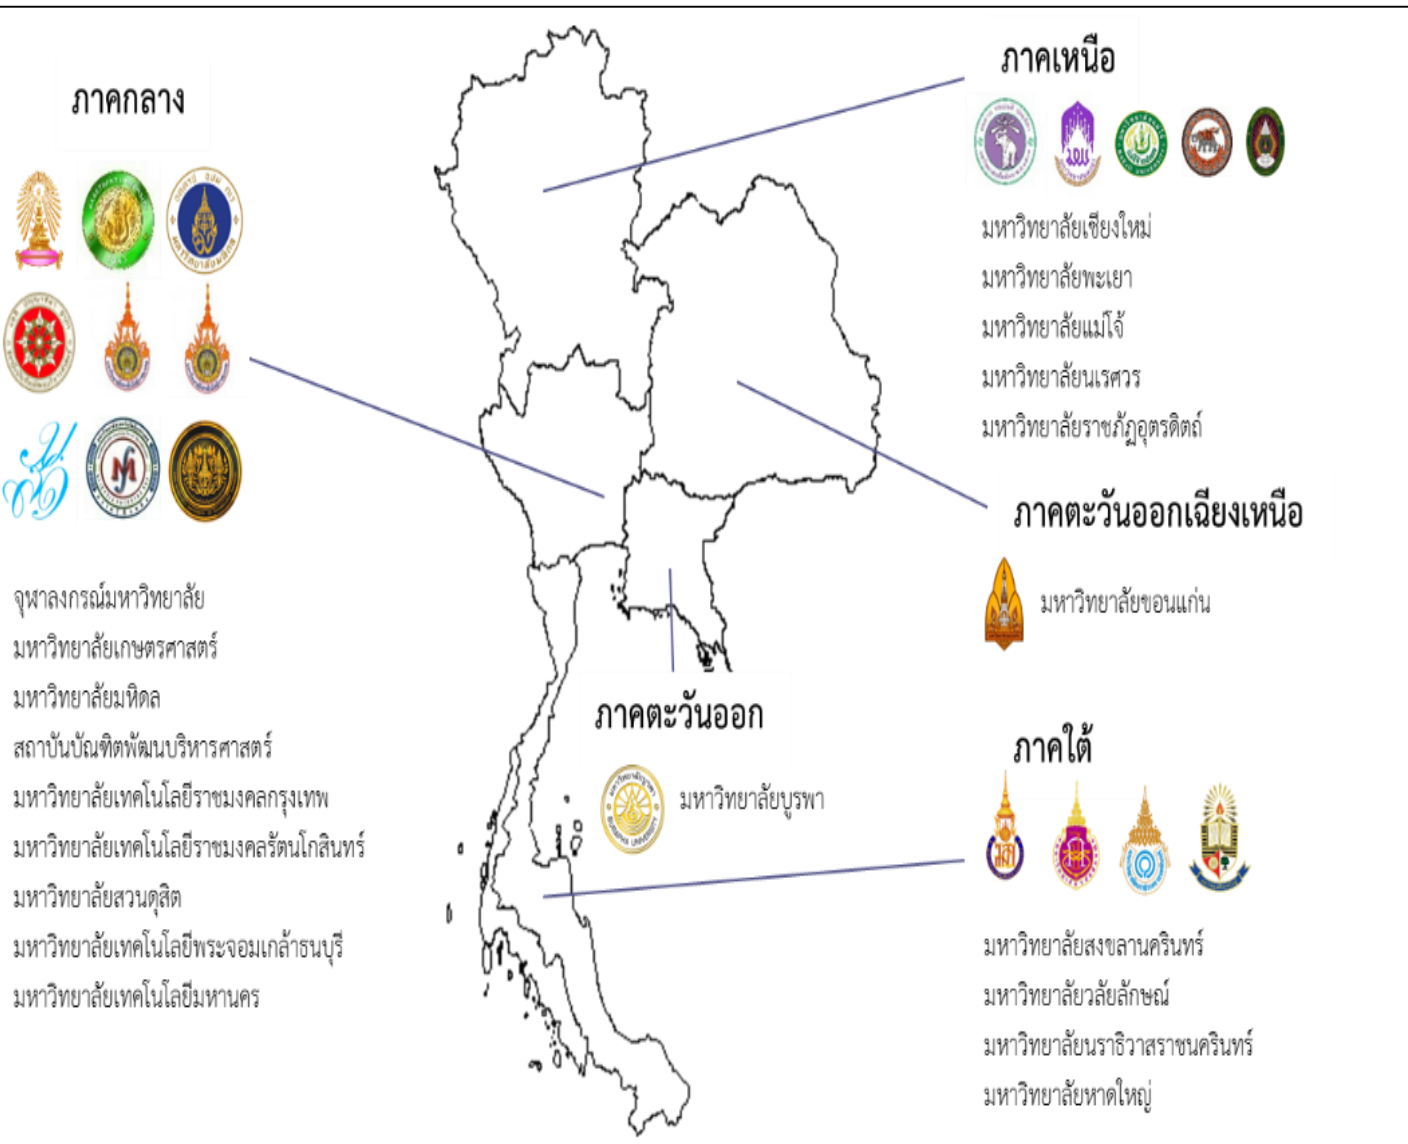 ภาคกลาง
จุฬาลงกรณ์มหาวิทยาลัย
มหาวิทยาลัยเกษตรศาสตร์
มหาวิทยาลัยมหิดล
สถาบันบัณฑิตพัฒนบริหารศาสตร์
มหาวิทยาลัยเทคโนโลยีราชมงคลกรุงเทพ
มหาวิทยาลัยเทคโนโลยีราชมงคลรัตนโกสินทร์
มหาวิทยาลัยสวนดุสิต
มหาวิทยาลัยเทคโนโลยีพระจอมเกล้าธนบุรี
มหาวิทยาลัยเทคโนโลยีมหานคร
ภาคเหนือ
มหาวิทยาลัยเชียงใหม่
มหาวิทยาลัยพะเยา
มหาวิทยาลัยแม่โจ้
มหาวิทยาลัยนเรศวร
มหาวิทยาลัยราชภัฏอุตรดิตถ์
ภาคตะวันออกเฉียงเหนือ
มหาวิทยาลัยขอนแก่น
ภาคตะวันออก
BURAPHA UNIVERSITY
มหาวิทยาลัยบูรพา
ภาคใต้
มหาวิทยาลัยสงขลานครินทร์
มหาวิทยาลัยวลัยลักษณ์
มหาวิทยาลัยนราธิวาสราชนครินทร์
มหาวิทยาลัยหาดใหญ่